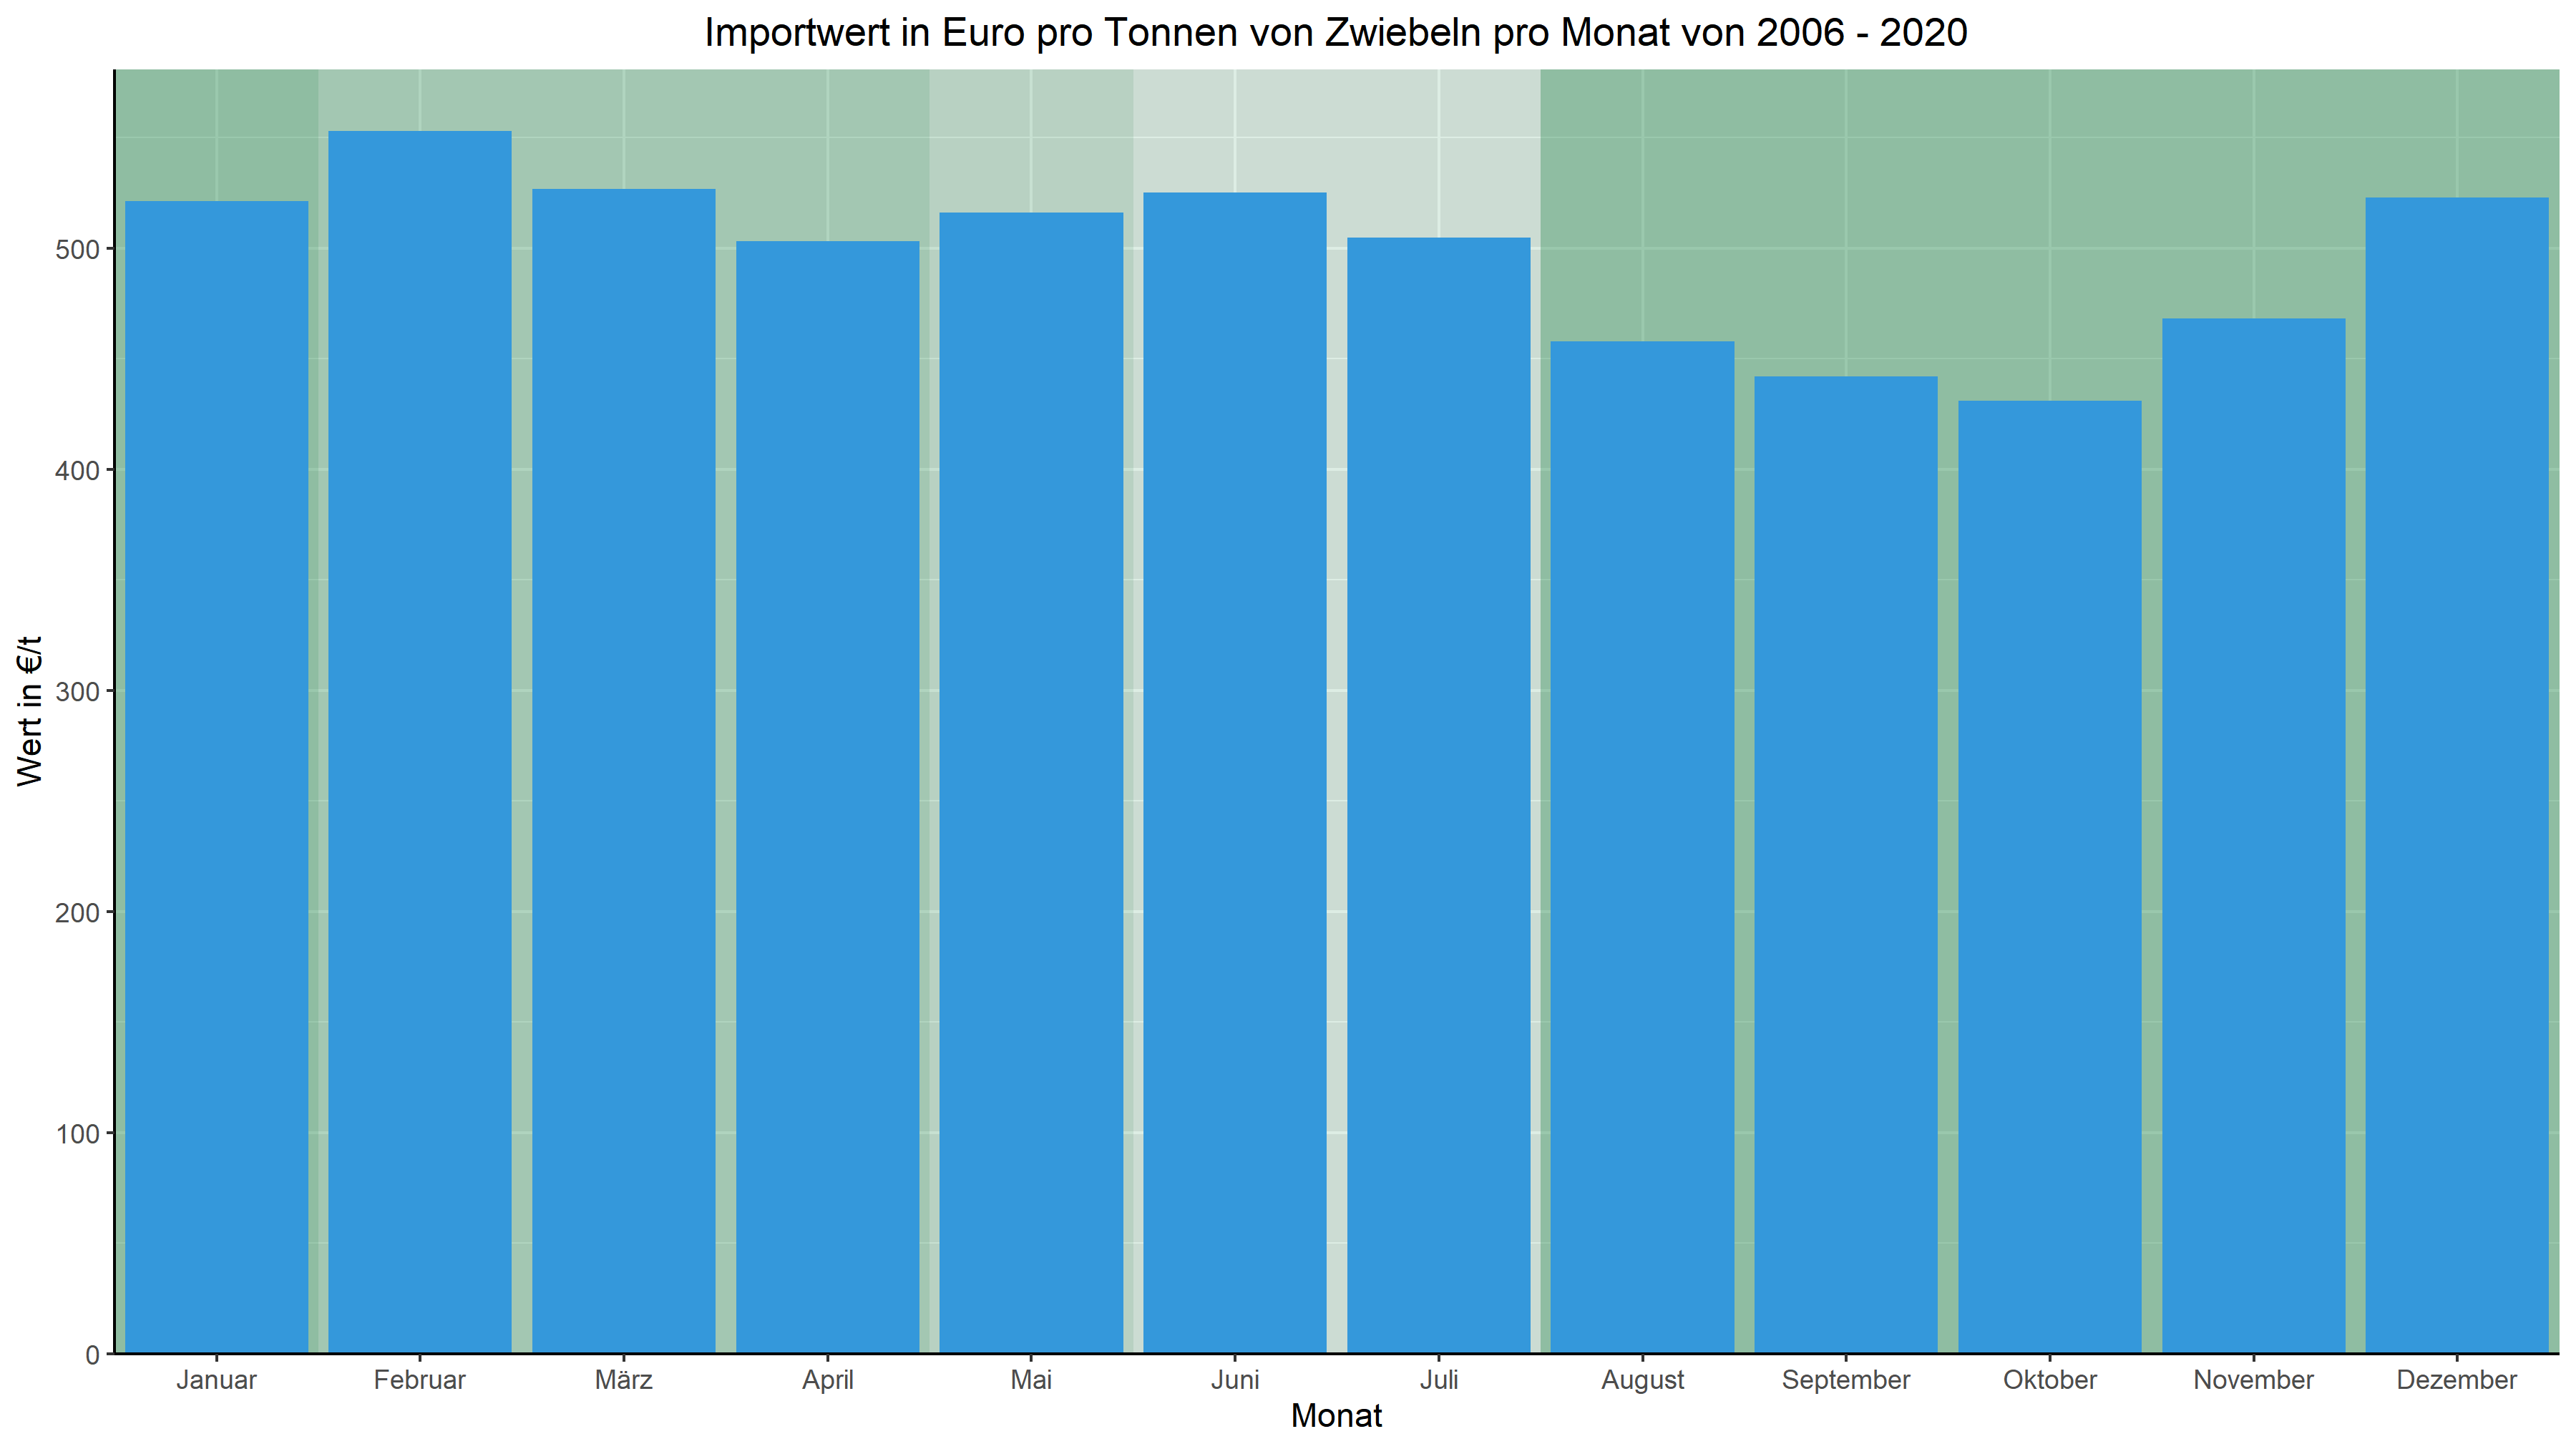 Importwert in Euro pro Tonnen von Zwiebeln pro Monat von 2006 - 2020
Wert in €/t
500
400
300
200
100
0
Januar Februar März April Mai Juni Juli August September Oktober November Dezember
Monat